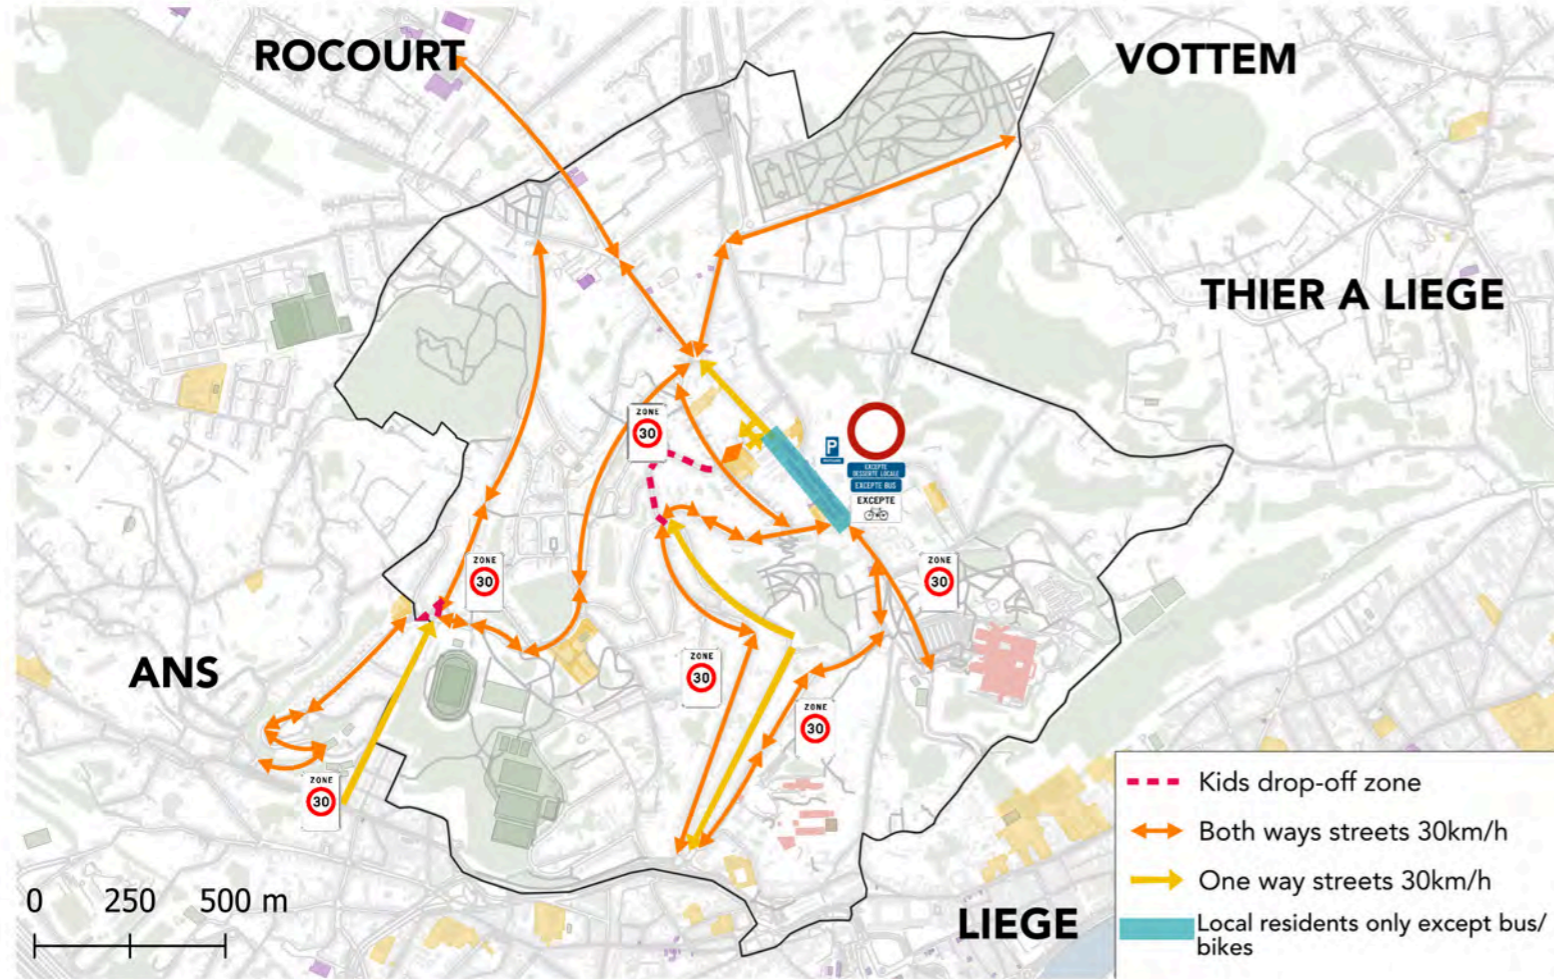 ROCOURT
VOTTEM
THIER A LIEGE
ZONE
30
P
EXCEPTE
DESSERTE LOCALE
EXCEPTE BUS
EXCEPTE
ZONE
30
ZONE
30
ANS
ZONE
30
ZONE
30
ZONE
30
Kids drop-off zone
Both ways streets 30km/h
One way streets 30km/h
Local residents only except bus/
bikes
0 250 500 m
LIEGE